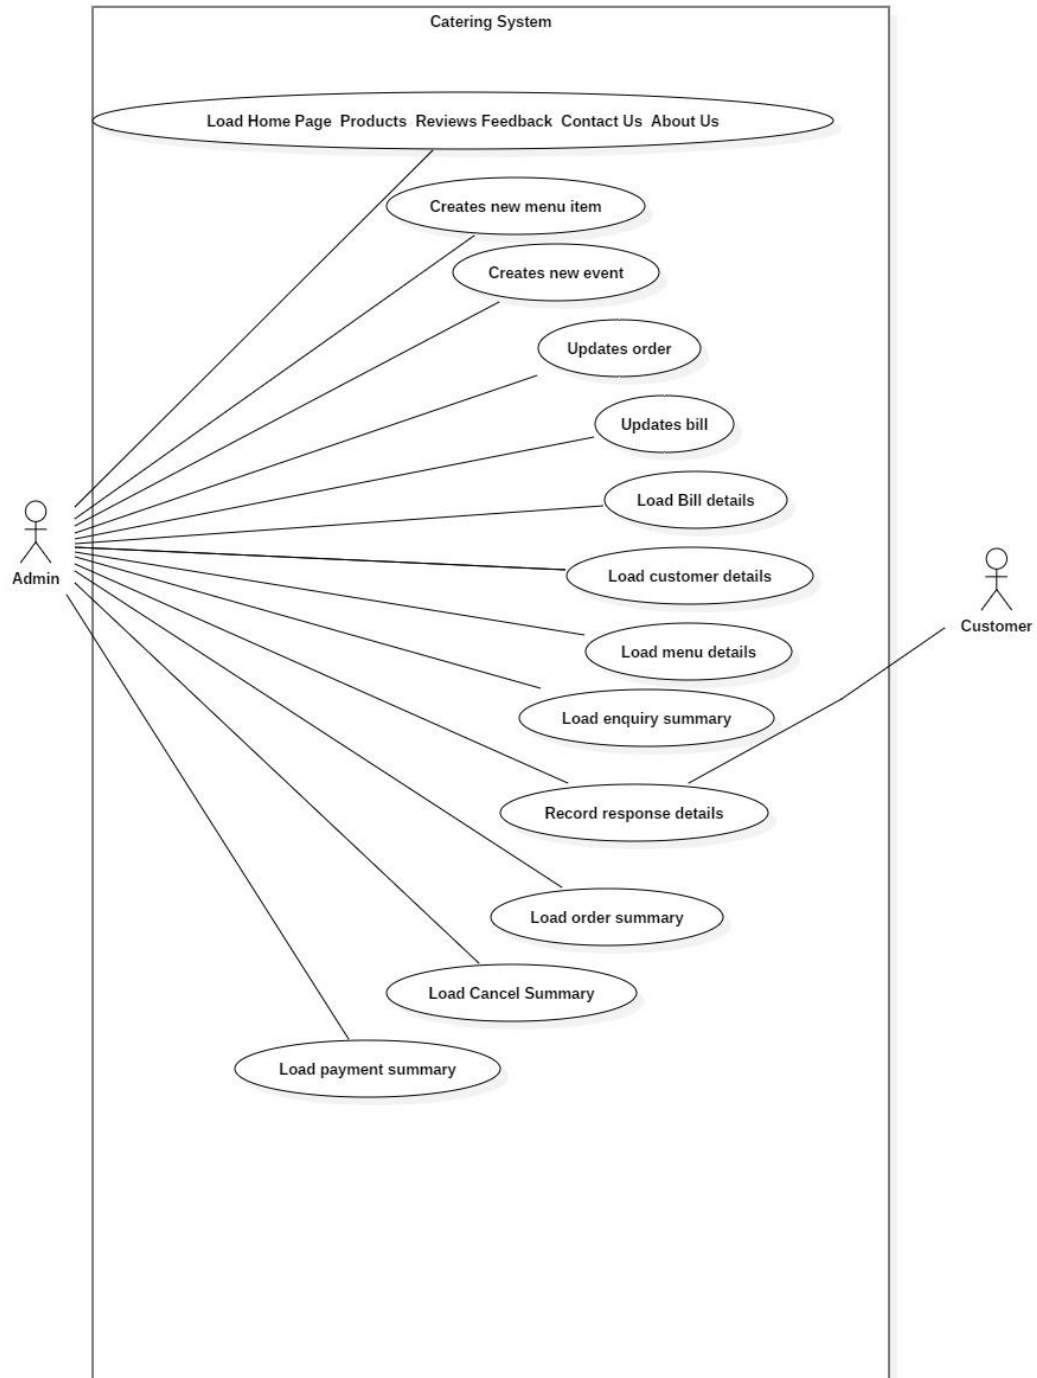 Catering System
Load Home Page  Products  Reviews Feedback  Contact Us  About Us
Creates new menu item
Creates new event
Updates order
Updates bill
Load Bill details
Load customer details
Admin
Customer
Load menu details
Load enquiry summary
Record response details
Load order summary
Load Cancel Summary
Load payment summary